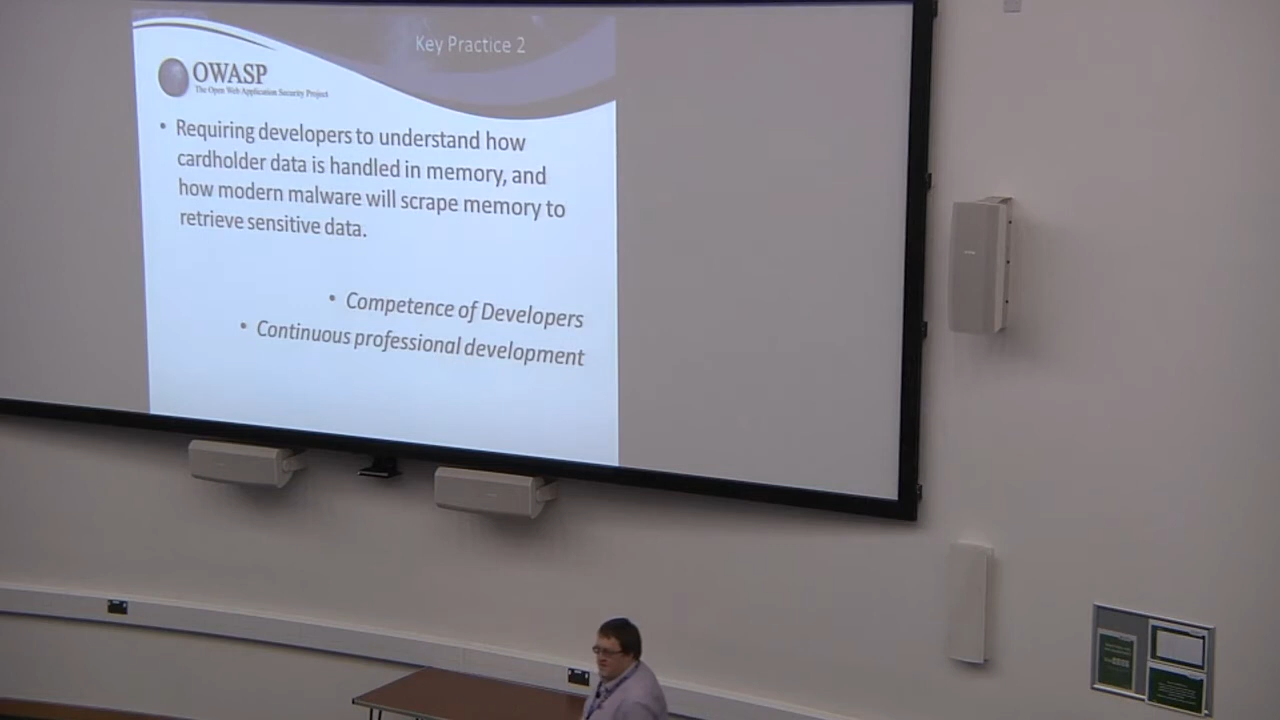 Key Practice 2
OWASP
The Open Web Application Security Project
• Requiring developers to understand how
cardholder data is handled in memory, and
how modern malware will scrape memory to
retrieve sensitive data.
• Competence of Developers
• Continuous professional development